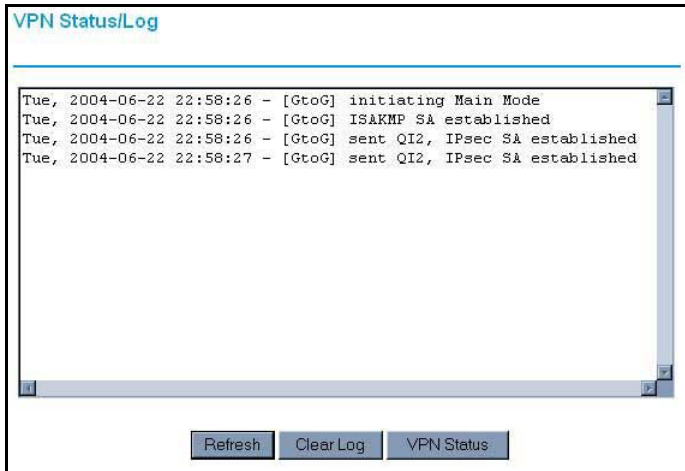 VPN Status/Log
Tue, 2004-06-22 22:58:26 - [GtoG] initiating Main Mode
Tue, 2004-06-22 22:58:26 - [GtoG] ISAKMP SA established
Tue, 2004-06-22 22:58:26 - [GtoG] sent QI2, IPsec SA established
Tue, 2004-06-22 22:58:27 - [GtoG] sent QI2, IPsec SA established
Refresh Clear Log VPN Status